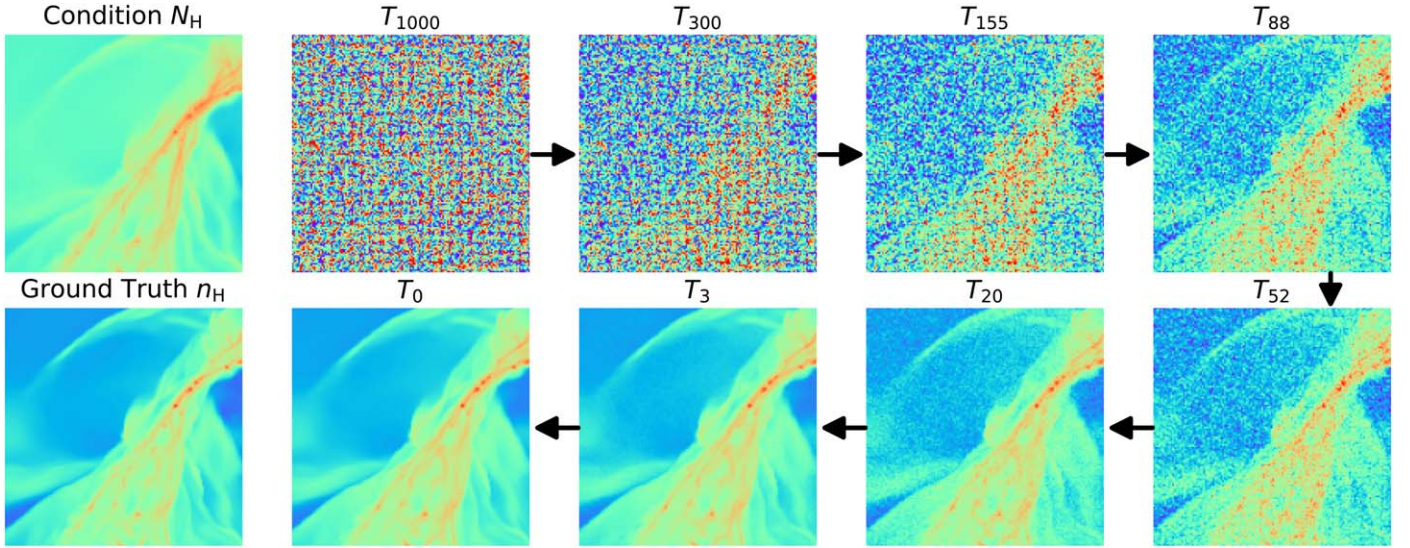 Condition N_H
T_1000
T_300
T_155
T_88
Ground Truth n_H
T_0
T_3
T_20
T_52